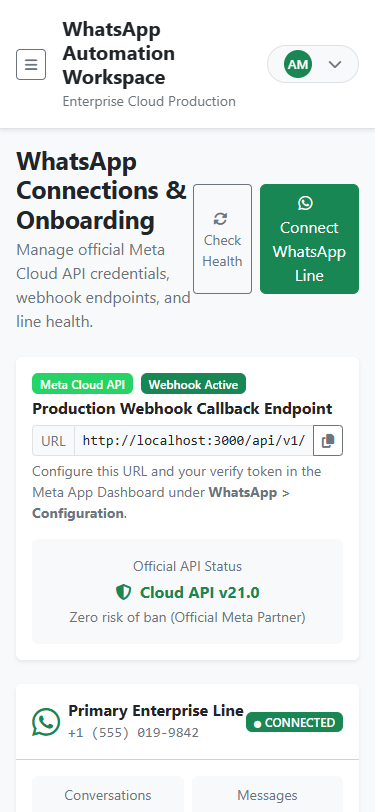 WhatsApp
Automation
Workspace
Enterprise Cloud Production
AM
WhatsApp
Connections &
Onboarding
Manage official Meta
Cloud API credentials,
webhook endpoints, and
line health.
Check
Health
Connect
WhatsApp
Line
Meta Cloud API
Webhook Active
Production Webhook Callback Endpoint
URL http://localhost:3000/api/v1/
Configure this URL and your verify token in the
Meta App Dashboard under WhatsApp >
Configuration.
Official API Status
Cloud API v21.0
Zero risk of ban (Official Meta Partner)
Primary Enterprise Line
+1 (555) 019-9842
CONNECTED
Conversations
Messages